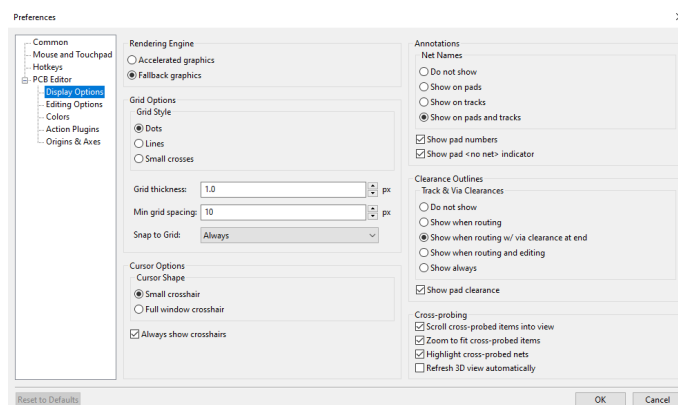 Preferences
Common
Mouse and Touchpad
Hotkeys
PCB Editor
Display Options
Editing Options
Colors
Action Plugins
Origins & Axes
Rendering Engine
Accelerated graphics
Fallback graphics
Grid Options
Grid Style
Dots
Lines
Small crosses
Grid thickness: 1.0 px
Min grid spacing: 10 px
Snap to Grid: Always
Cursor Options
Cursor Shape
Small crosshair
Full window crosshair
Always show crosshairs
Annotations
Net Names
Do not show
Show on pads
Show on tracks
Show on pads and tracks
Show pad numbers
Show pad <no net> indicator
Clearance Outlines
Track & Via Clearances
Do not show
Show when routing
Show when routing w/ via clearance at end
Show when routing and editing
Show always
Show pad clearance
Cross-probing
Scroll cross-probed items into view
Zoom to fit cross-probed items
Highlight cross-probed nets
Refresh 3D view automatically
Reset to Defaults
OK
Cancel